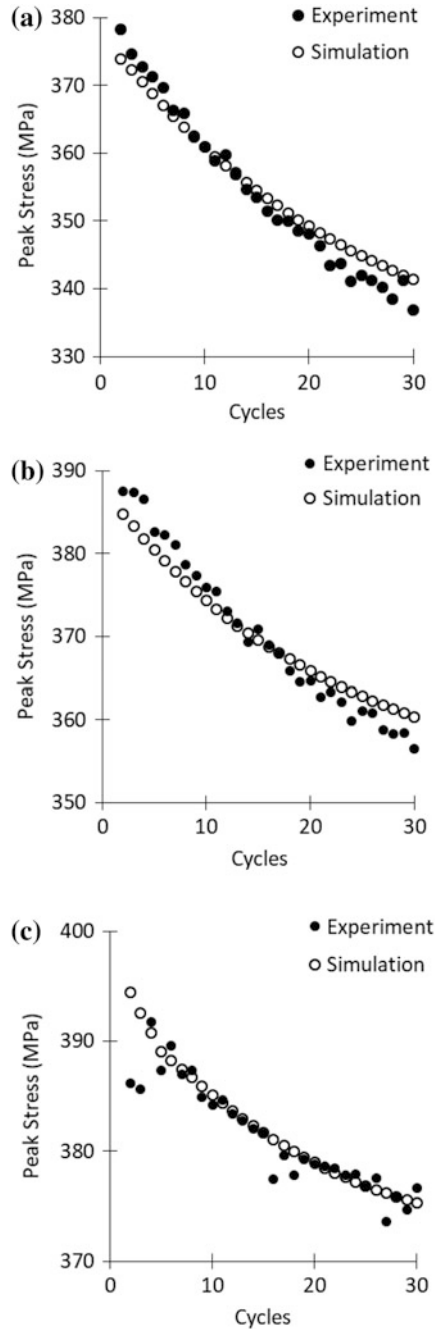 (a)
380
Experiment
Simulation
370
360
350
340
330
Peak Stress (MPa)
0
10
20
30
Cycles
(b)
390
Experiment
Simulation
380
370
360
350
Peak Stress (MPa)
0
10
20
30
Cycles
(c)
400
Experiment
Simulation
390
380
370
Peak Stress (MPa)
0
10
20
30
Cycles